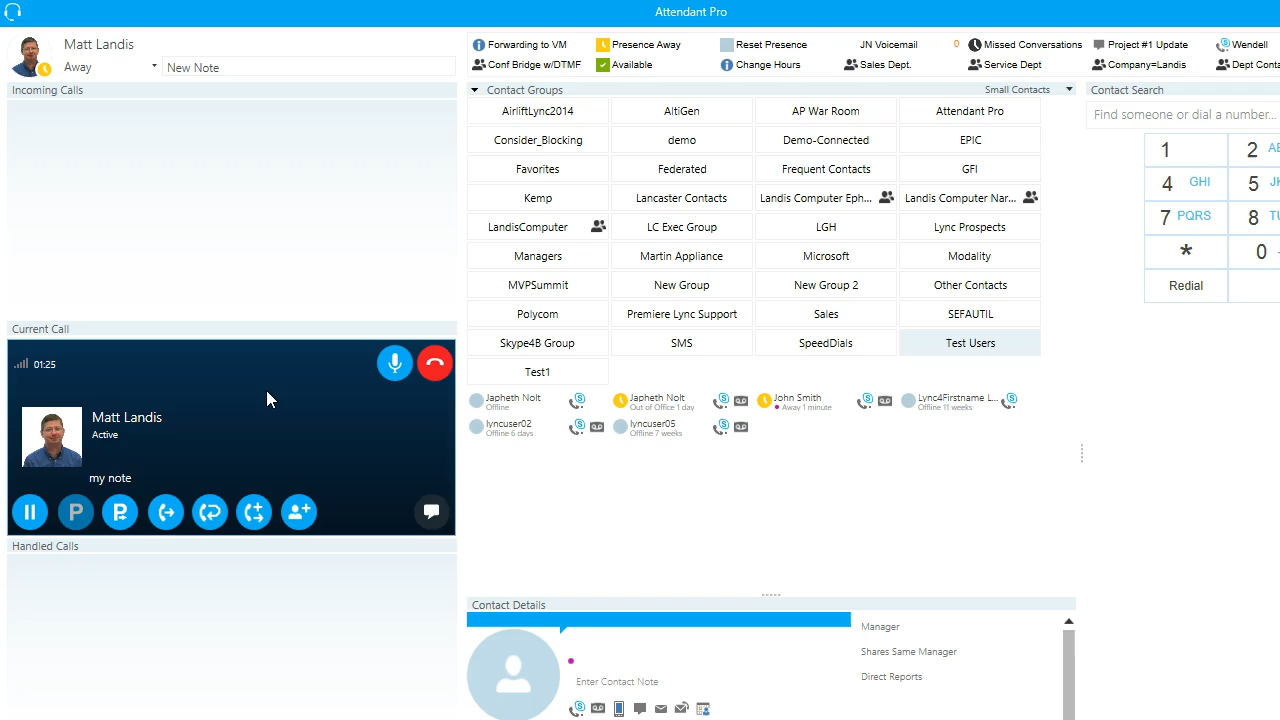 Attendant Pro
Matt Landis
Away
New Note
Forwarding to VM
Presence Away
Reset Presence
JN Voicemail
0
Missed Conversations
Project #1 Update
Wendell
Conf Bridge w/DTMF
Available
Change Hours
Sales Dept.
Service Dept
Company=Landis
Dept Conta
Incoming Calls
Current Call
01:25
Matt Landis
Active
my note
P
P
Handled Calls
Contact Groups
Small Contacts
AirliftLync2014
AltiGen
AP War Room
Attendant Pro
Consider_Blocking
demo
Demo-Connected
EPIC
Favorites
Federated
Frequent Contacts
GFI
Kemp
Lancaster Contacts
Landis Computer Eph...
Landis Computer Nar...
LandisComputer
LC Exec Group
LGH
Lync Prospects
Managers
Martin Appliance
Microsoft
Modality
MVPSummit
New Group
New Group 2
Other Contacts
Polycom
Premiere Lync Support
Sales
SEFAUTIL
Skype4B Group
SMS
SpeedDials
Test Users
Test1
Japheth Nolt
Offline
Japheth Nolt
Out of Office 1 day
John Smith
Away 1 minute
Lync4Firstname L...
Offline 11 weeks
lyncuser02
Offline 6 days
lyncuser05
Offline 7 weeks
Contact Details
Enter Contact Note
Manager
Shares Same Manager
Direct Reports
Contact Search
Find someone or dial a number...
1
2 AB
4 GHI
5 JK
7 PQRS
8 TU
*
0
Redial